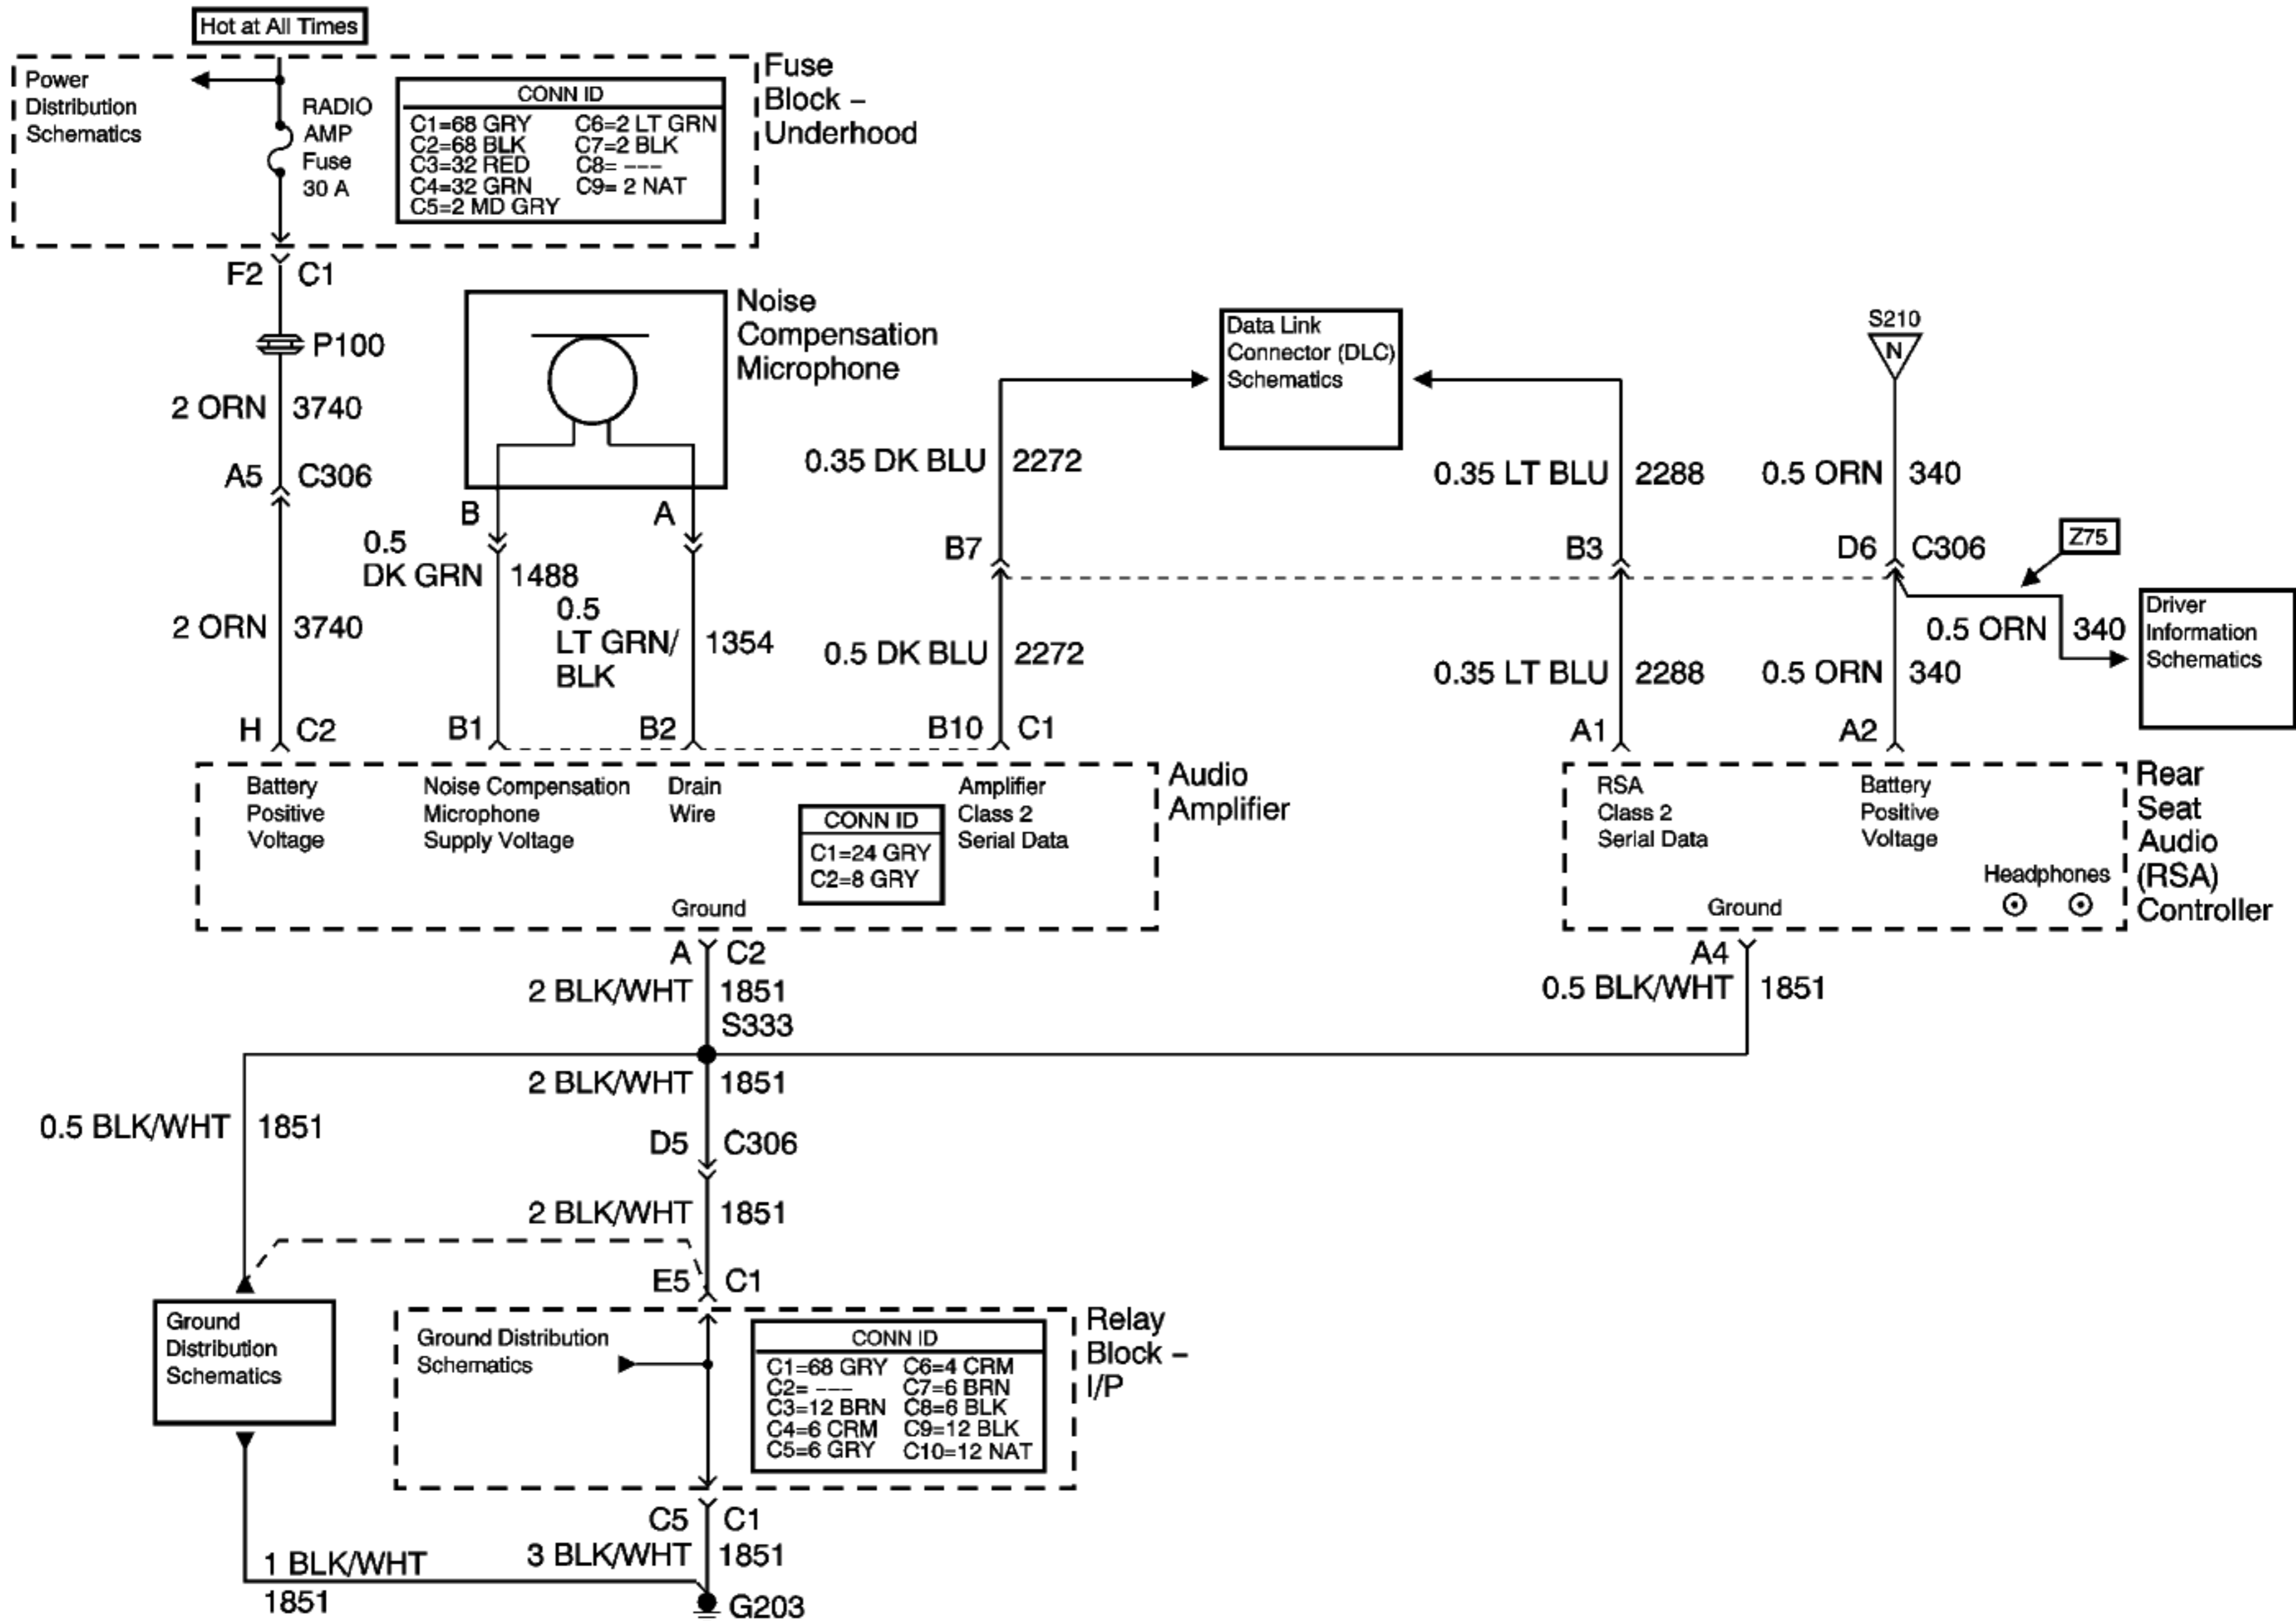 Hot at All Times
Power
Distribution
Schematics
RADIO
AMP
Fuse
30 A
CONN ID
C1=68 GRY
C2=68 BLK
C3=32 RED
C4=32 GRN
C5=2 MD GRY
C6=2 LT GRN
C7=2 BLK
C8= ---
C9= 2 NAT
Fuse
Block –
Underhood
F2 C1
P100
2 ORN 3740
A5 C306
2 ORN 3740
H C2
Noise
Compensation
Microphone
B A
0.5
DK GRN 1488
0.5
LT GRN/
BLK
1354
B1 B2
Data Link
Connector (DLC)
Schematics
0.35 DK BLU 2272
B7
0.5 DK BLU 2272
B10 C1
0.35 LT BLU 2288
B3
0.35 LT BLU 2288
A1
S210
N
0.5 ORN 340
D6 C306
Z75
0.5 ORN 340
0.5 ORN 340
A2
Driver
Information
Schematics
Battery
Positive
Voltage
Noise Compensation
Microphone
Supply Voltage
Drain
Wire
CONN ID
C1=24 GRY
C2=8 GRY
Amplifier
Class 2
Serial Data
Ground
Audio
Amplifier
RSA
Class 2
Serial Data
Battery
Positive
Voltage
Headphones
Ground
Rear
Seat
Audio
(RSA)
Controller
A C2
2 BLK/WHT 1851
S333
A4
0.5 BLK/WHT 1851
2 BLK/WHT 1851
0.5 BLK/WHT 1851
D5 C306
2 BLK/WHT 1851
E5 C1
Ground
Distribution
Schematics
Ground Distribution
Schematics
CONN ID
C1=68 GRY
C2= ---
C3=12 BRN
C4=6 CRM
C5=6 GRY
C6=4 CRM
C7=6 BRN
C8=6 BLK
C9=12 BLK
C10=12 NAT
Relay
Block –
I/P
C5 C1
3 BLK/WHT 1851
1 BLK/WHT
1851
G203